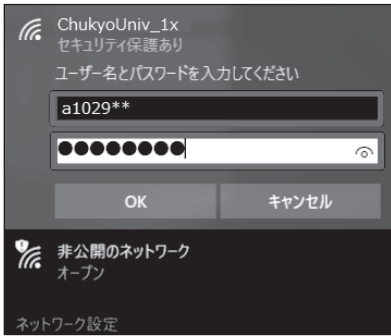 ChukyoUniv_1x
セキュリティ保護あり
ユーザー名とパスワードを入力してください
a1029**
●●●●●●●●
OK
キャンセル
非公開のネットワーク
オープン
ネットワーク設定